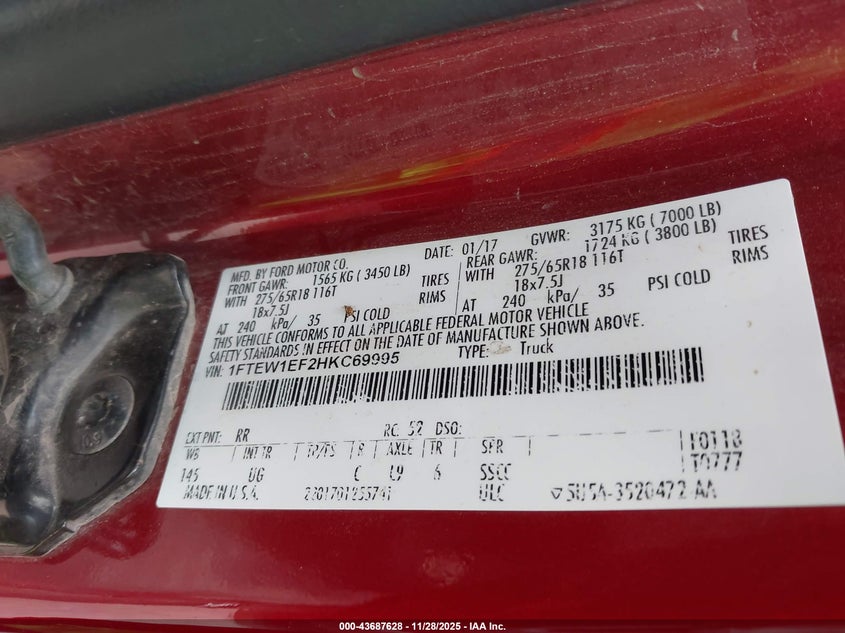 MFD. BY FORD MOTOR CO.
DATE: 01/17 GVWR: 3175 KG ( 7000 LB)
FRONT GAWR: 1565 KG ( 3450 LB)
WITH 275/65R18 116T TIRES
18x7.5J RIMS
AT 240 kPa/ 35 PSI COLD
REAR GAWR: 1724 KG ( 3800 LB)
WITH 275/65R18 116T TIRES
18x7.5J RIMS
AT 240 kPa/ 35 PSI COLD
THIS VEHICLE CONFORMS TO ALL APPLICABLE FEDERAL MOTOR VEHICLE
SAFETY STANDARDS IN EFFECT ON THE DATE OF MANUFACTURE SHOWN ABOVE.
VIN: 1FTEW1EF2HKC69995
TYPE: Truck
EXT PNT: RR RC: 52 DSO:
WB INT TR TP/PS R AXLE TR SPR
145 UG C L9 6 SSCC
MADE IN U.S.A. ULC
000-43687628 - 11/28/2025 - IAA Inc.